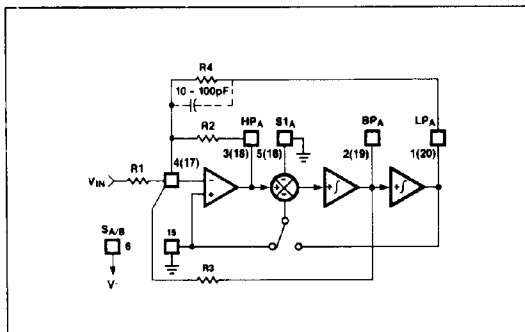 R4
10 – 100pF
HPA S1A BPA LPA
R2
3(18) 5(16) 2(19) 1(20)
R1 4(17)
VIN
– + – + + ∫ + ∫
+ –
SA/B
6
15
V-
R3